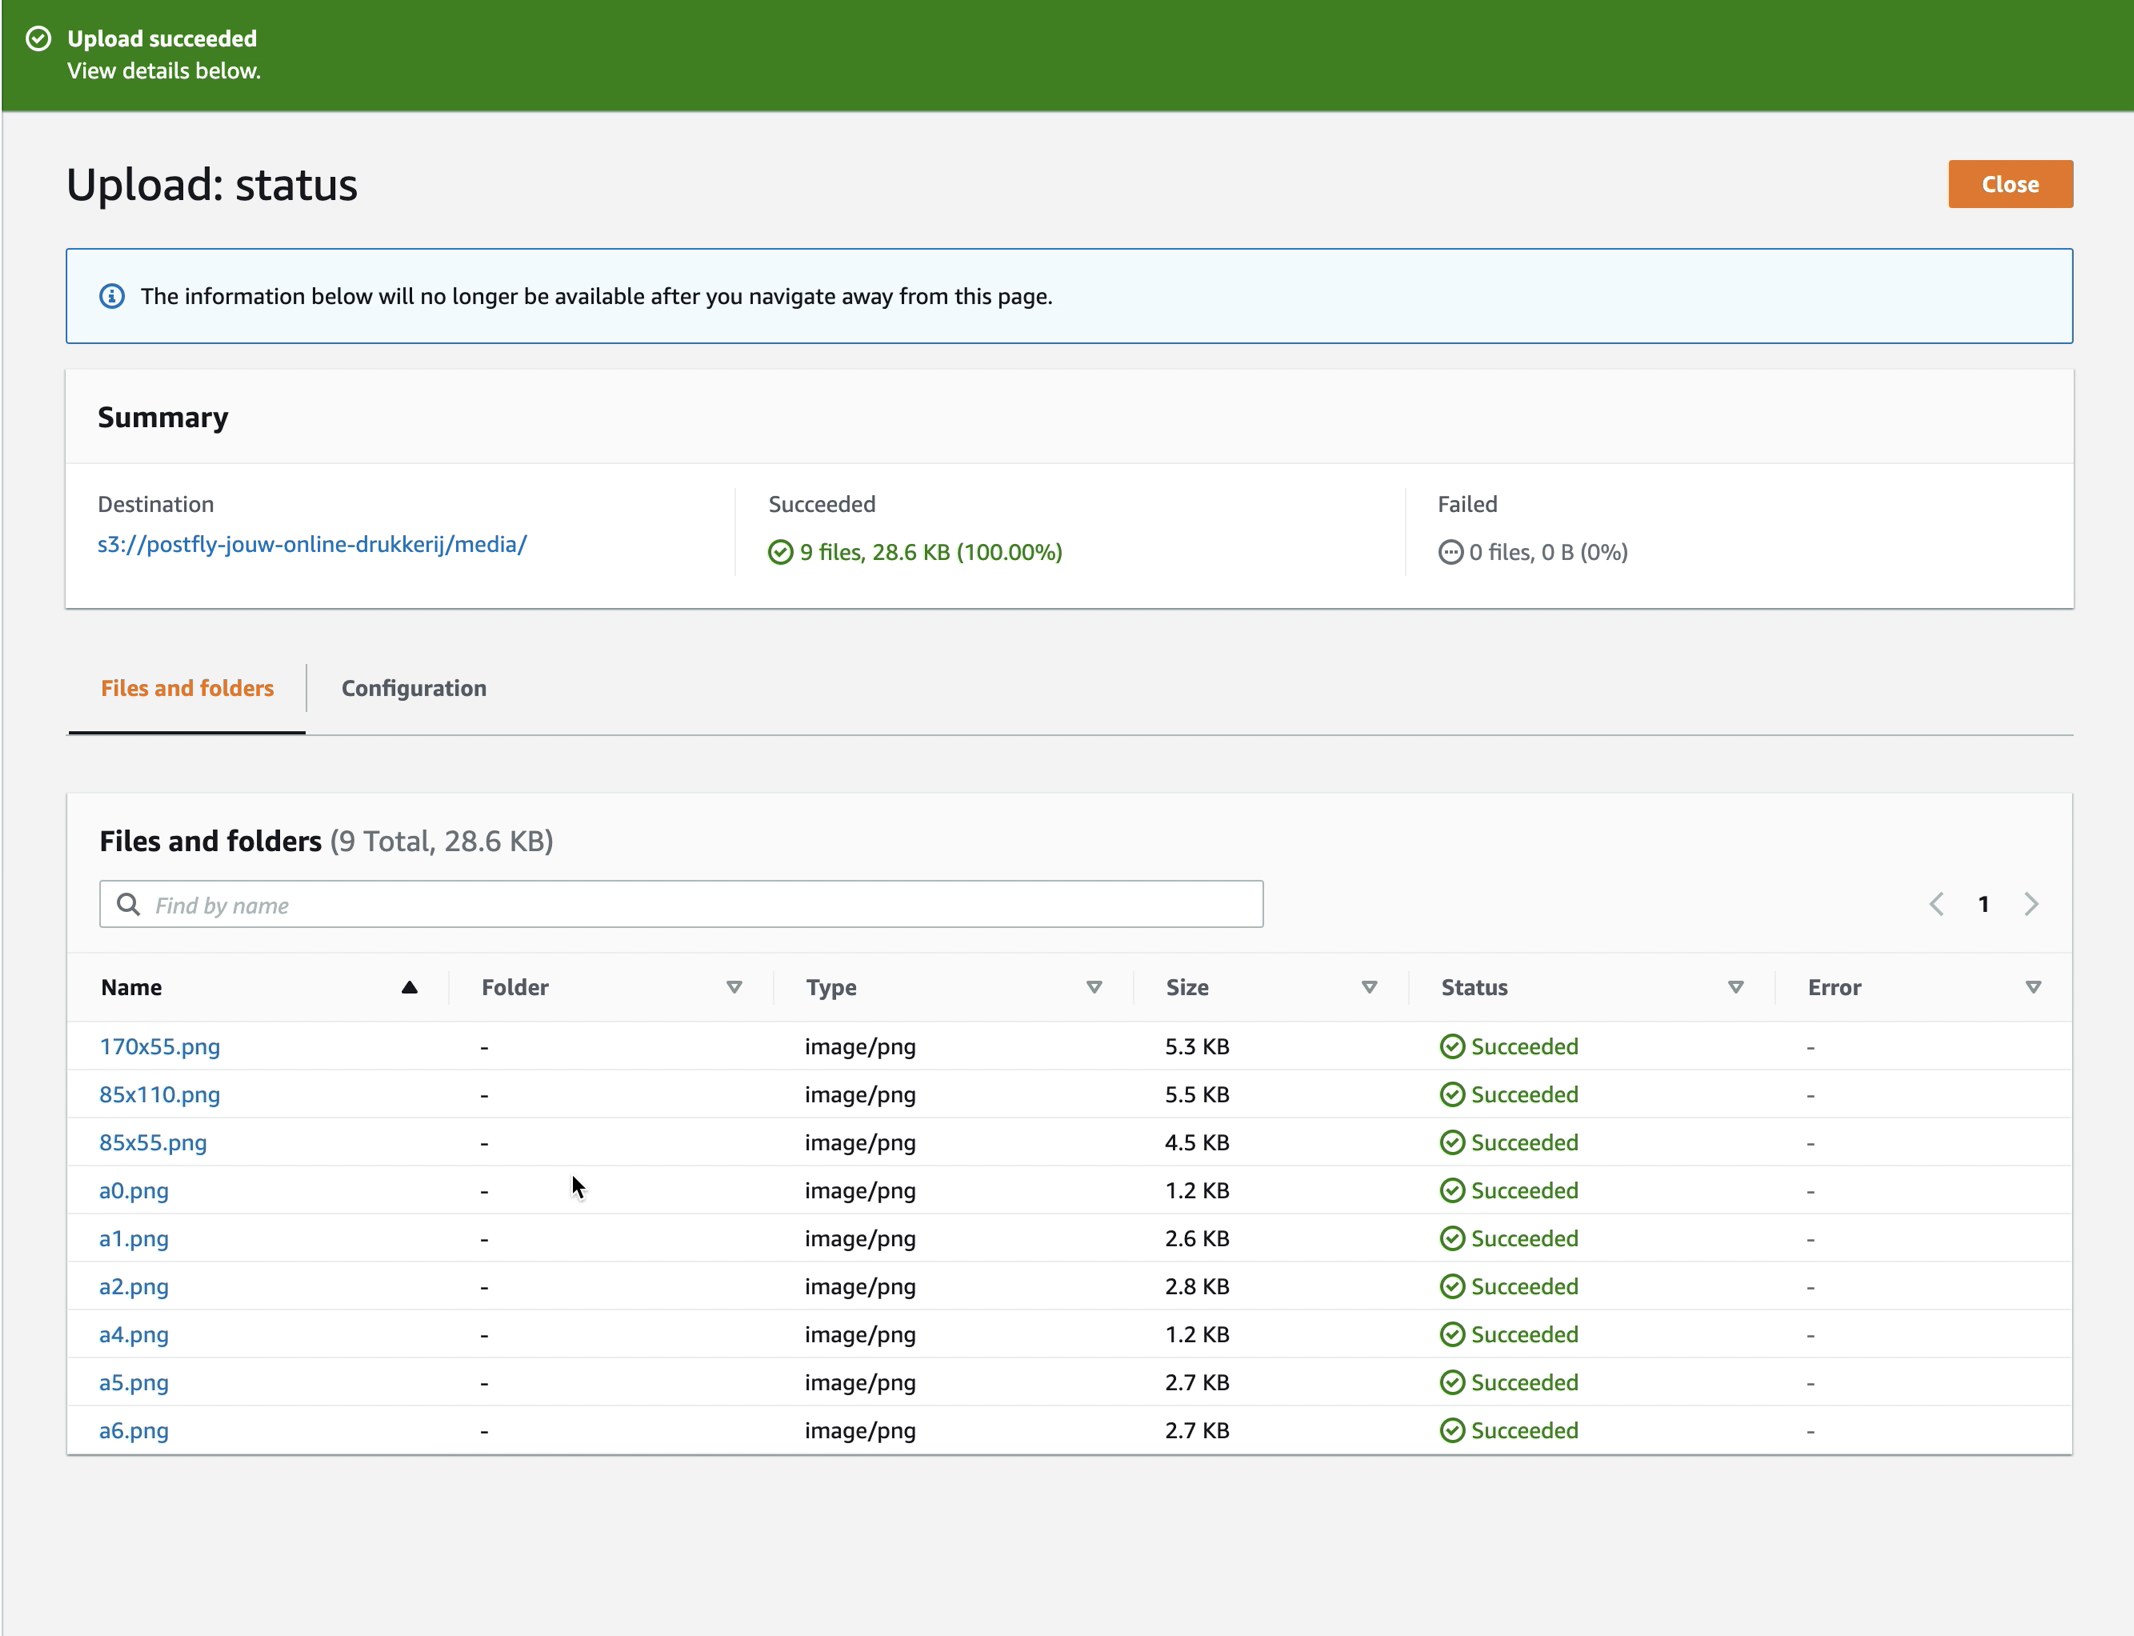 Upload succeeded
View details below.
Upload: status
Close
The information below will no longer be available after you navigate away from this page.
Summary
Destination
s3://postfly-jouw-online-drukkerij/media/
Succeeded
9 files, 28.6 KB (100.00%)
Failed
0 files, 0 B (0%)
Files and folders
Configuration
Files and folders (9 Total, 28.6 KB)
Find by name
1
Name Folder Type Size Status Error
170x55.png - image/png 5.3 KB Succeeded -
85x110.png - image/png 5.5 KB Succeeded -
85x55.png - image/png 4.5 KB Succeeded -
a0.png - image/png 1.2 KB Succeeded -
a1.png - image/png 2.6 KB Succeeded -
a2.png - image/png 2.8 KB Succeeded -
a4.png - image/png 1.2 KB Succeeded -
a5.png - image/png 2.7 KB Succeeded -
a6.png - image/png 2.7 KB Succeeded -